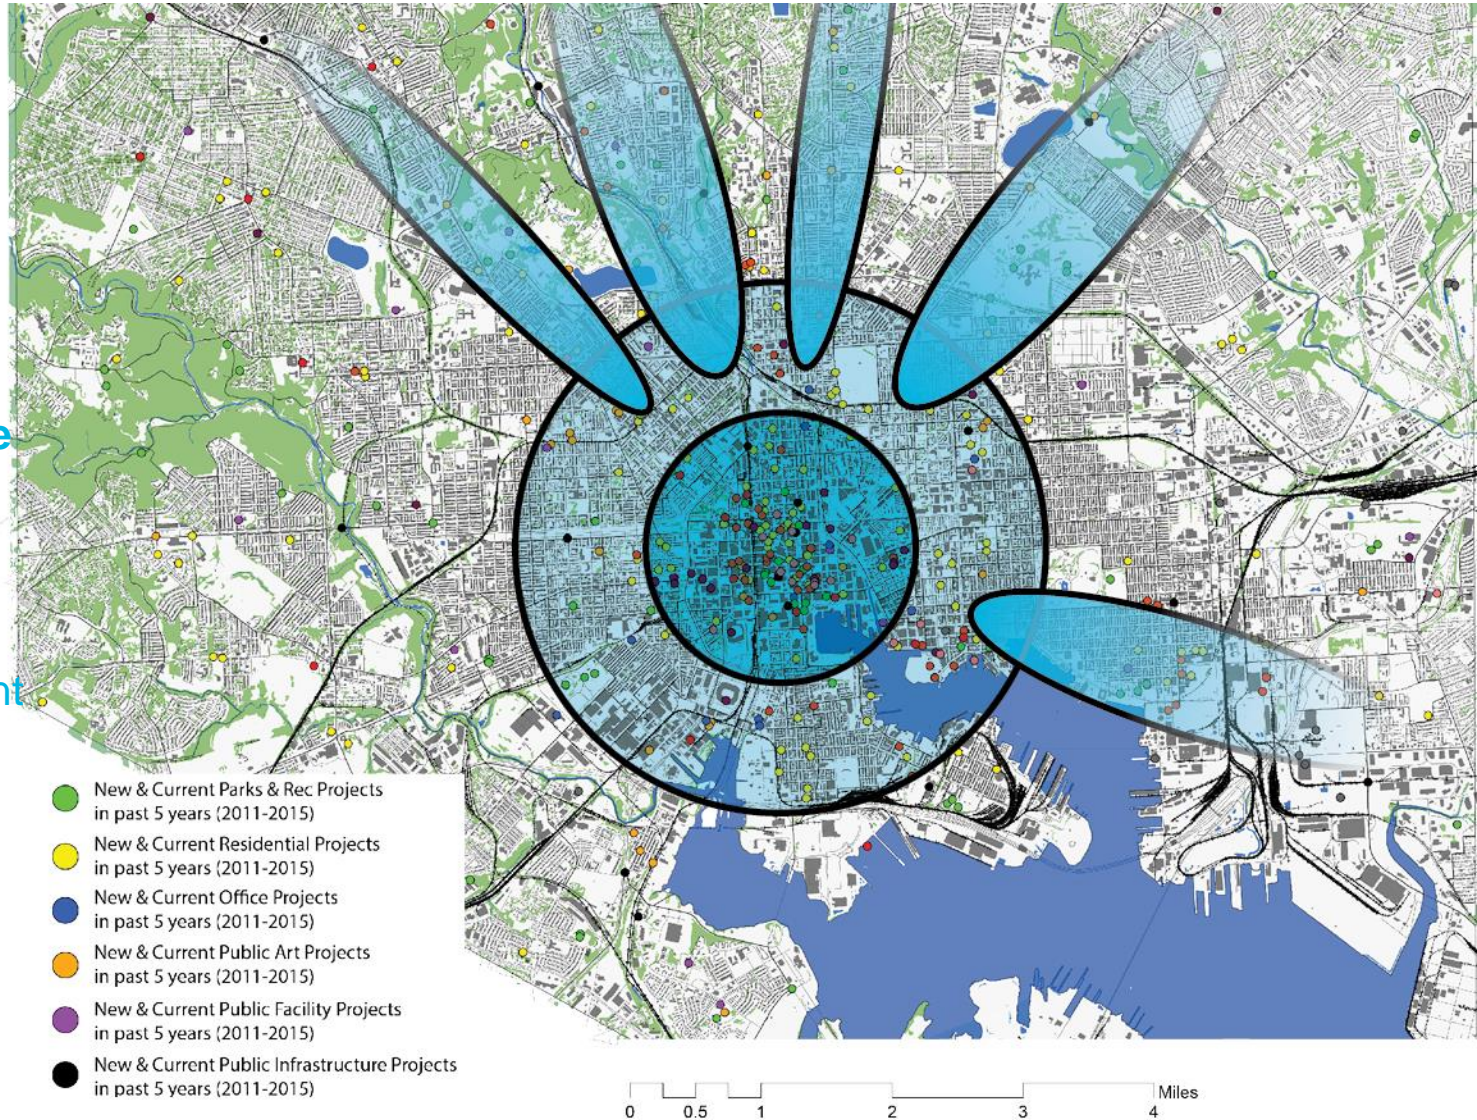 e
nt
New & Current Parks & Rec Projects
in past 5 years (2011-2015)
New & Current Residential Projects
in past 5 years (2011-2015)
New & Current Office Projects
in past 5 years (2011-2015)
New & Current Public Art Projects
in past 5 years (2011-2015)
New & Current Public Facility Projects
in past 5 years (2011-2015)
New & Current Public Infrastructure Projects
in past 5 years (2011-2015)
Miles
0 0.5 1 2 3 4